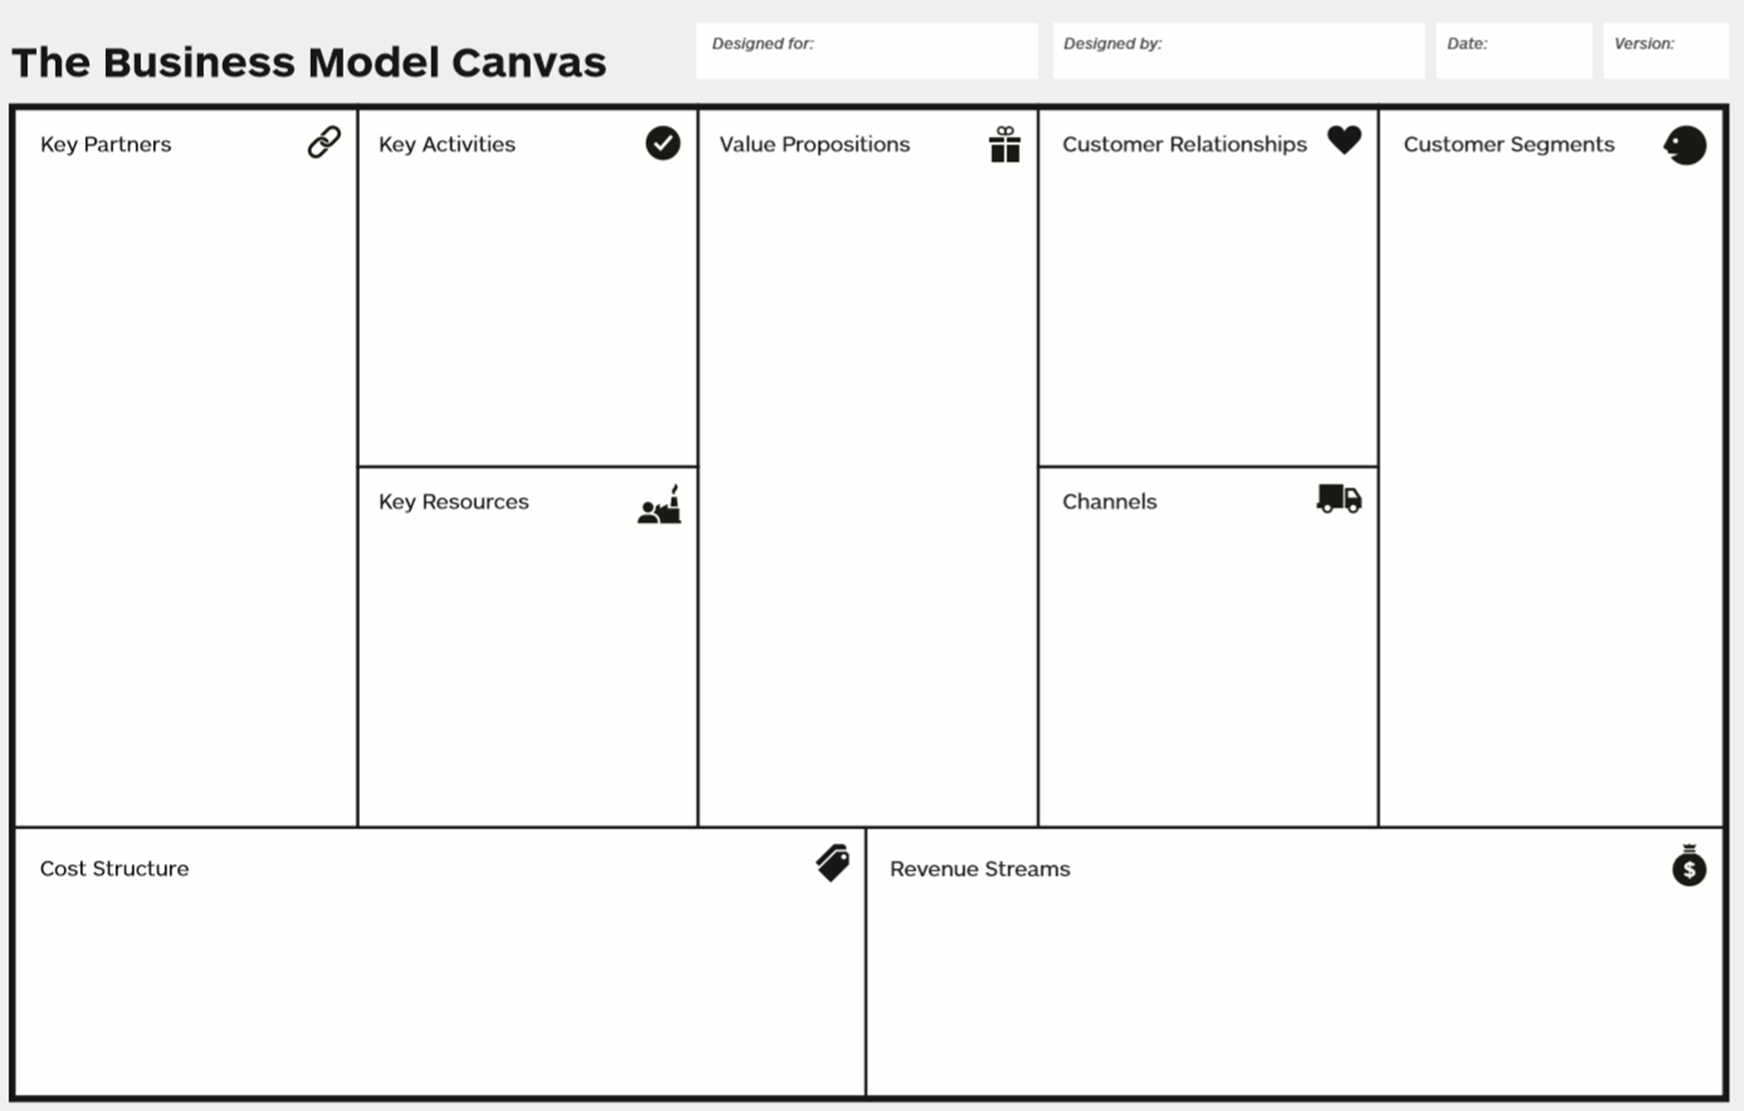 The Business Model Canvas
Designed for:
Designed by:
Date:
Version:
Key Partners
Key Activities
Value Propositions
Customer Relationships
Customer Segments
Key Resources
Channels
Cost Structure
Revenue Streams
$